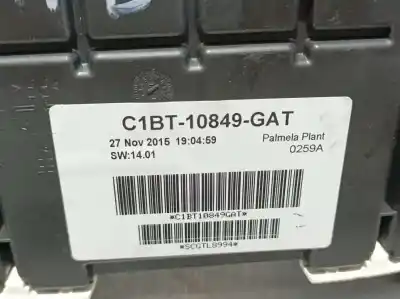 C1BT-10849-GAT
27 Nov 2015 19:04:59
Palmela Plant
SW:14.01
0259A
*C1BT10849GAT*
*SCGTL8994*